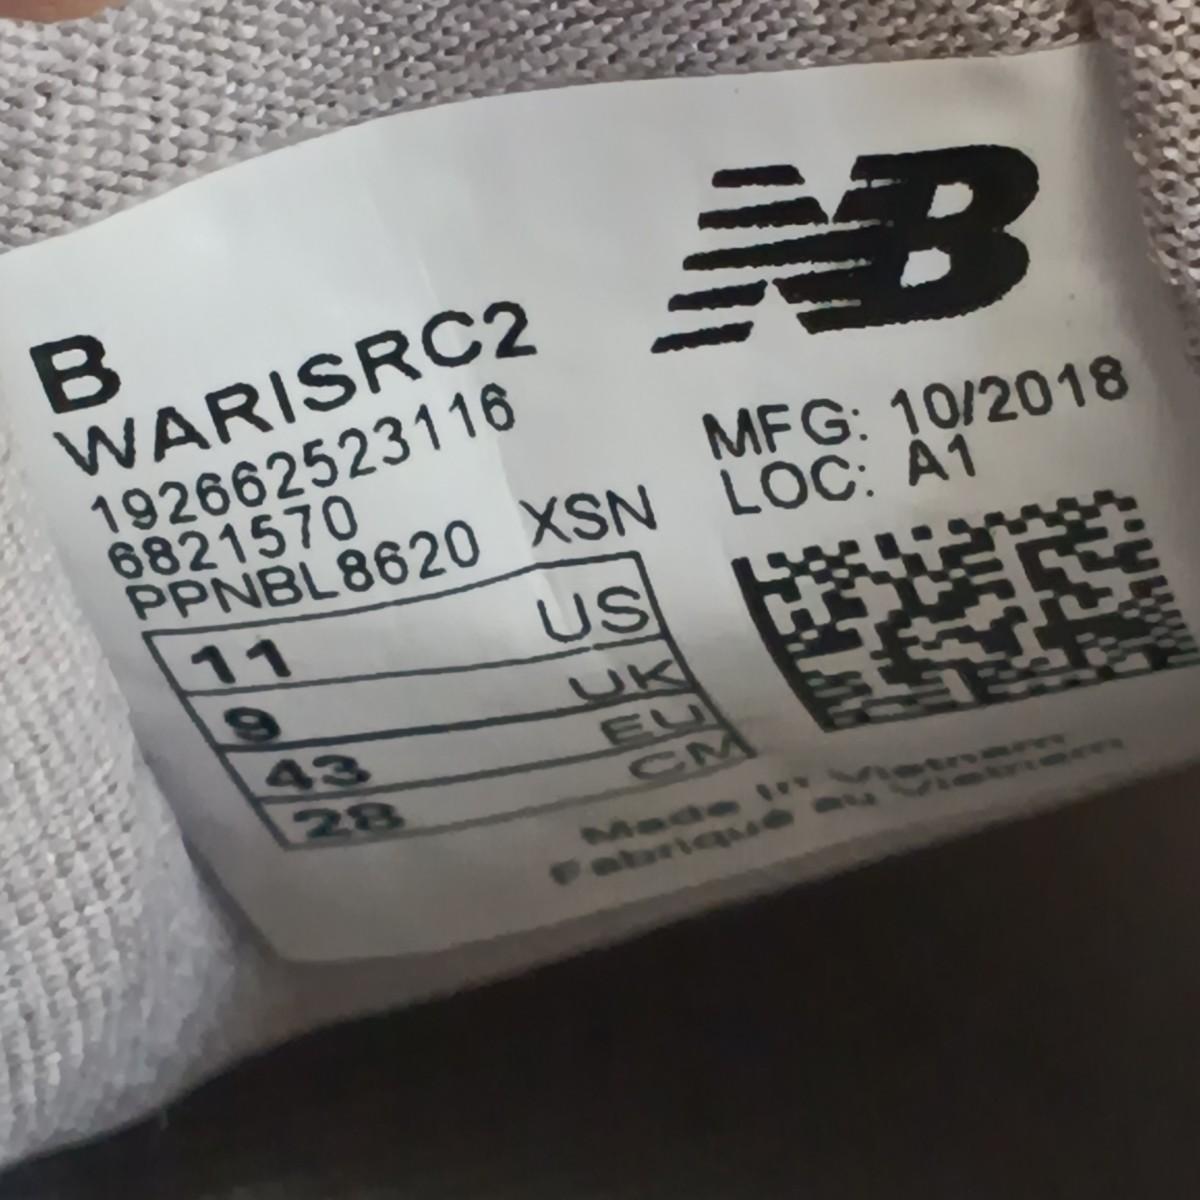 NB
B
WARISRC2
192662523116
6821570
PPNBL8620 XSN
11 US
9 UK
43 EU
28 CM
MFG: 10/2018
LOC: A1
Made in Vietnam
Fabriqué au Vietnam